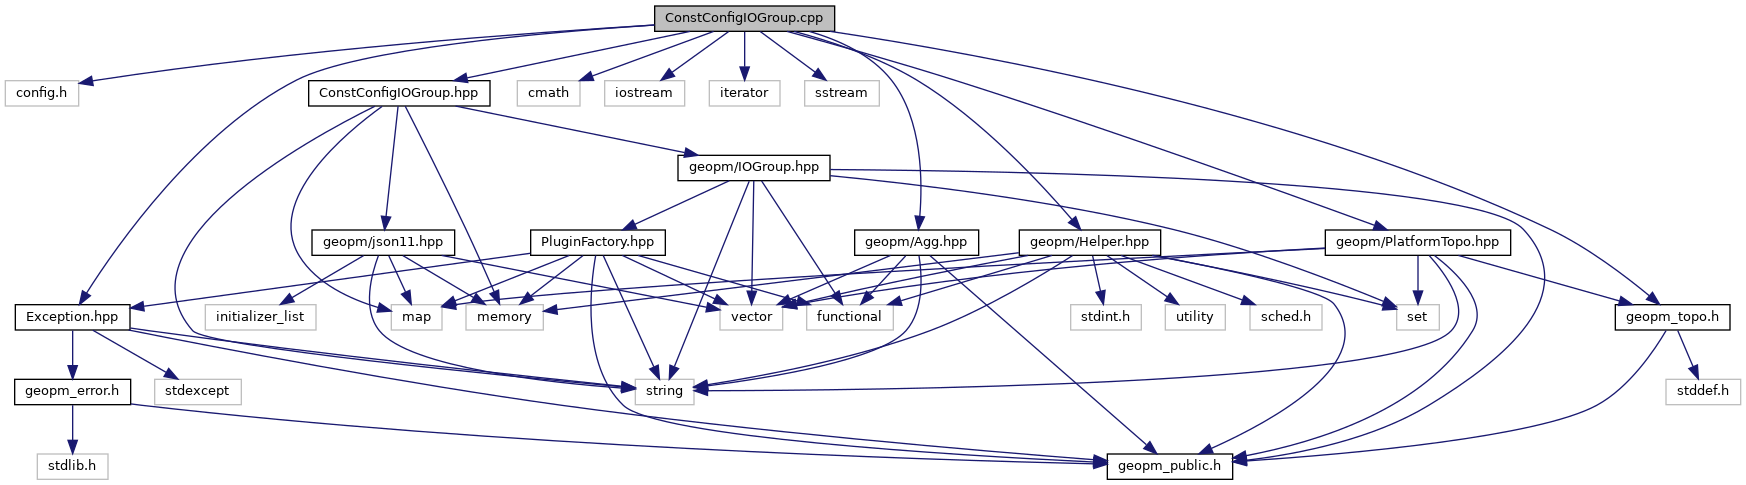 ConstConfigIOGroup.cpp
config.h
ConstConfigIOGroup.hpp
cmath
iostream
iterator
sstream
geopm/IOGroup.hpp
geopm/json11.hpp
PluginFactory.hpp
geopm/Agg.hpp
geopm/Helper.hpp
geopm/PlatformTopo.hpp
Exception.hpp
initializer_list
map
memory
vector
functional
stdint.h
utility
sched.h
set
geopm_topo.h
geopm_error.h
stdexcept
string
stddef.h
stdlib.h
geopm_public.h